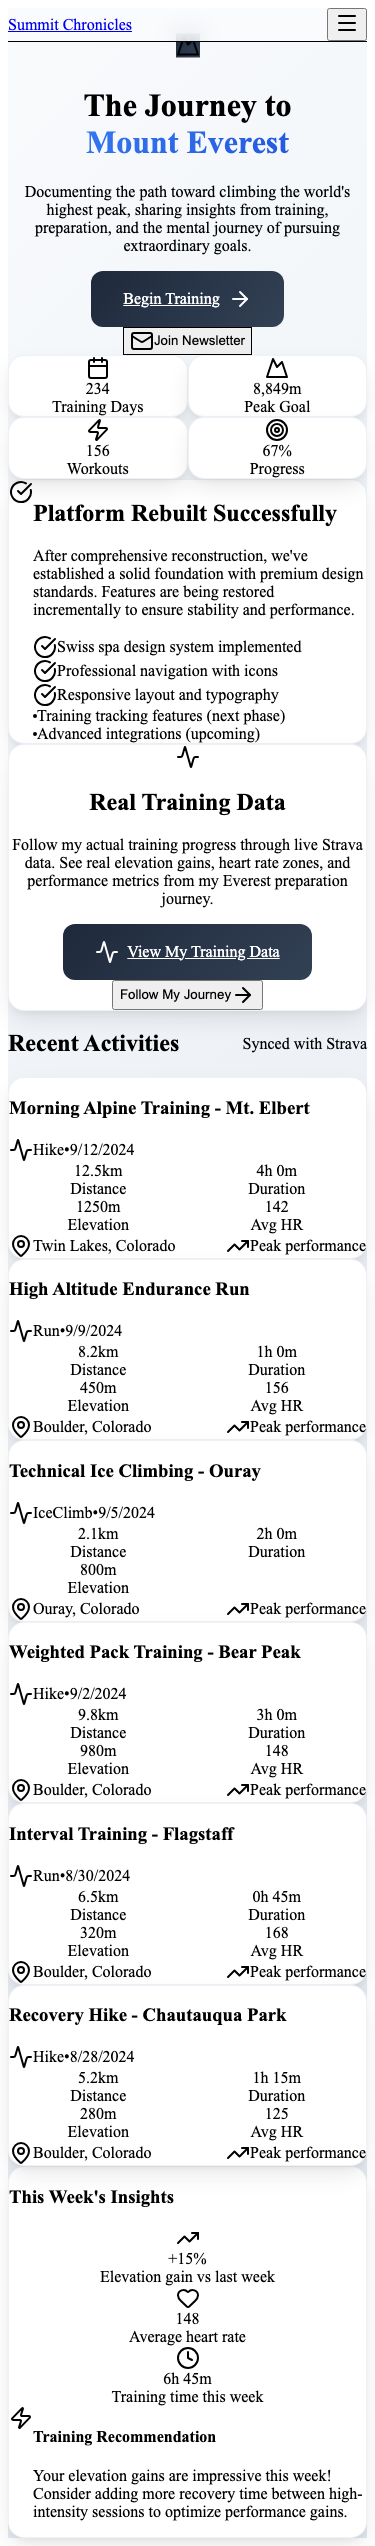 Summit Chronicles
The Journey to
Mount Everest
Documenting the path toward climbing the world's
highest peak, sharing insights from training,
preparation, and the mental journey of pursuing
extraordinary goals.
Begin Training
Join Newsletter
234
Training Days
8,849m
Peak Goal
156
Workouts
67%
Progress
Platform Rebuilt Successfully
After comprehensive reconstruction, we've
established a solid foundation with premium design
standards. Features are being restored
incrementally to ensure stability and performance.
Swiss spa design system implemented
Professional navigation with icons
Responsive layout and typography
•Training tracking features (next phase)
•Advanced integrations (upcoming)
Real Training Data
Follow my actual training progress through live Strava
data. See real elevation gains, heart rate zones, and
performance metrics from my Everest preparation
journey.
View My Training Data
Follow My Journey
Recent Activities
Synced with Strava
Morning Alpine Training - Mt. Elbert
Hike•9/12/2024
12.5km
Distance
4h 0m
Duration
1250m
Elevation
142
Avg HR
Twin Lakes, Colorado
Peak performance
High Altitude Endurance Run
Run•9/9/2024
8.2km
Distance
1h 0m
Duration
450m
Elevation
156
Avg HR
Boulder, Colorado
Peak performance
Technical Ice Climbing - Ouray
IceClimb•9/5/2024
2.1km
Distance
2h 0m
Duration
800m
Elevation
Ouray, Colorado
Peak performance
Weighted Pack Training - Bear Peak
Hike•9/2/2024
9.8km
Distance
3h 0m
Duration
980m
Elevation
148
Avg HR
Boulder, Colorado
Peak performance
Interval Training - Flagstaff
Run•8/30/2024
6.5km
Distance
0h 45m
Duration
320m
Elevation
168
Avg HR
Boulder, Colorado
Peak performance
Recovery Hike - Chautauqua Park
Hike•8/28/2024
5.2km
Distance
1h 15m
Duration
280m
Elevation
125
Avg HR
Boulder, Colorado
Peak performance
This Week's Insights
+15%
Elevation gain vs last week
148
Average heart rate
6h 45m
Training time this week
Training Recommendation
Your elevation gains are impressive this week!
Consider adding more recovery time between high-
intensity sessions to optimize performance gains.